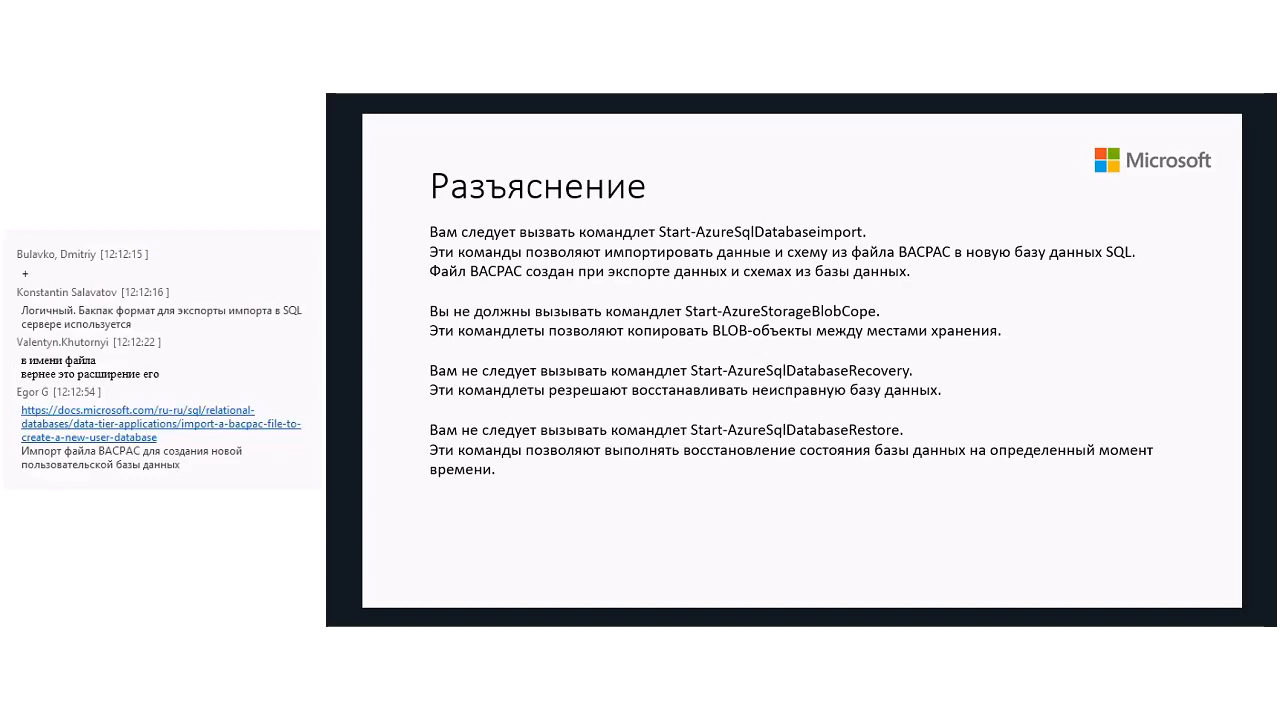 Bulavko, Dmitriy [12:12:15 ]
+
Konstantin Salavatov [12:12:16 ]
Логичный. Бакпак формат для экспорты импорта в SQL
сервере используется
Valentyn.Khutornyi [12:12:22 ]
в имени файла
вернее это расширение его
Egor G [12:12:54 ]
https://docs.microsoft.com/ru-ru/sql/relational-
databases/data-tier-applications/import-a-bacpac-file-to-
create-a-new-user-database
Импорт файла BACPAC для создания новой
пользовательской базы данных
Microsoft
Разъяснение
Вам следует вызвать командлет Start-AzureSqlDatabaseimport.
Эти команды позволяют импортировать данные и схему из файла BACPAC в новую базу данных SQL.
Файл BACPAC создан при экспорте данных и схемах из базы данных.
Вы не должны вызывать командлет Start-AzureStorageBlobCope.
Эти командлеты позволяют копировать BLOB-объекты между местами хранения.
Вам не следует вызывать командлет Start-AzureSqlDatabaseRecovery.
Эти командлеты резрешают восстанавливать неисправную базу данных.
Вам не следует вызывать командлет Start-AzureSqlDatabaseRestore.
Эти команды позволяют выполнять восстановление состояния базы данных на определенный момент
времени.